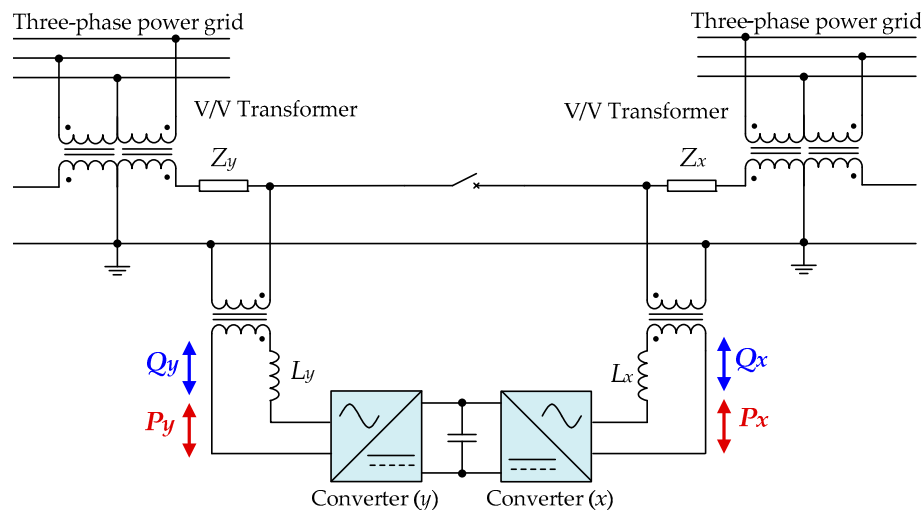 Three-phase power grid
Three-phase power grid
V/V Transformer
V/V Transformer
Zy
Zx
Qy
Ly
Lx
Qx
Py
Px
Converter (y)
Converter (x)